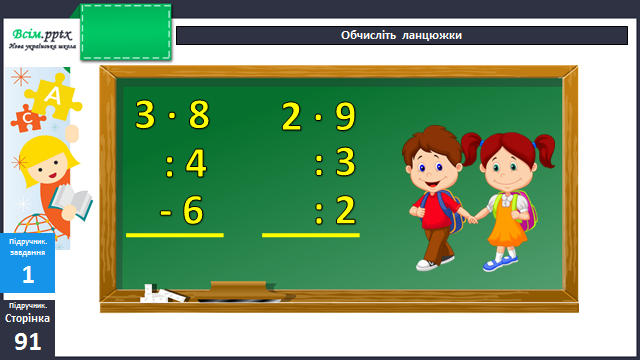 Всім.pptx
Нова українська школа
Обчисліть ланцюжки
A
C
3 · 8
: 4
- 6
2 · 9
: 3
: 2
Підручник.
завдання
1
Підручник.
Сторінка
91